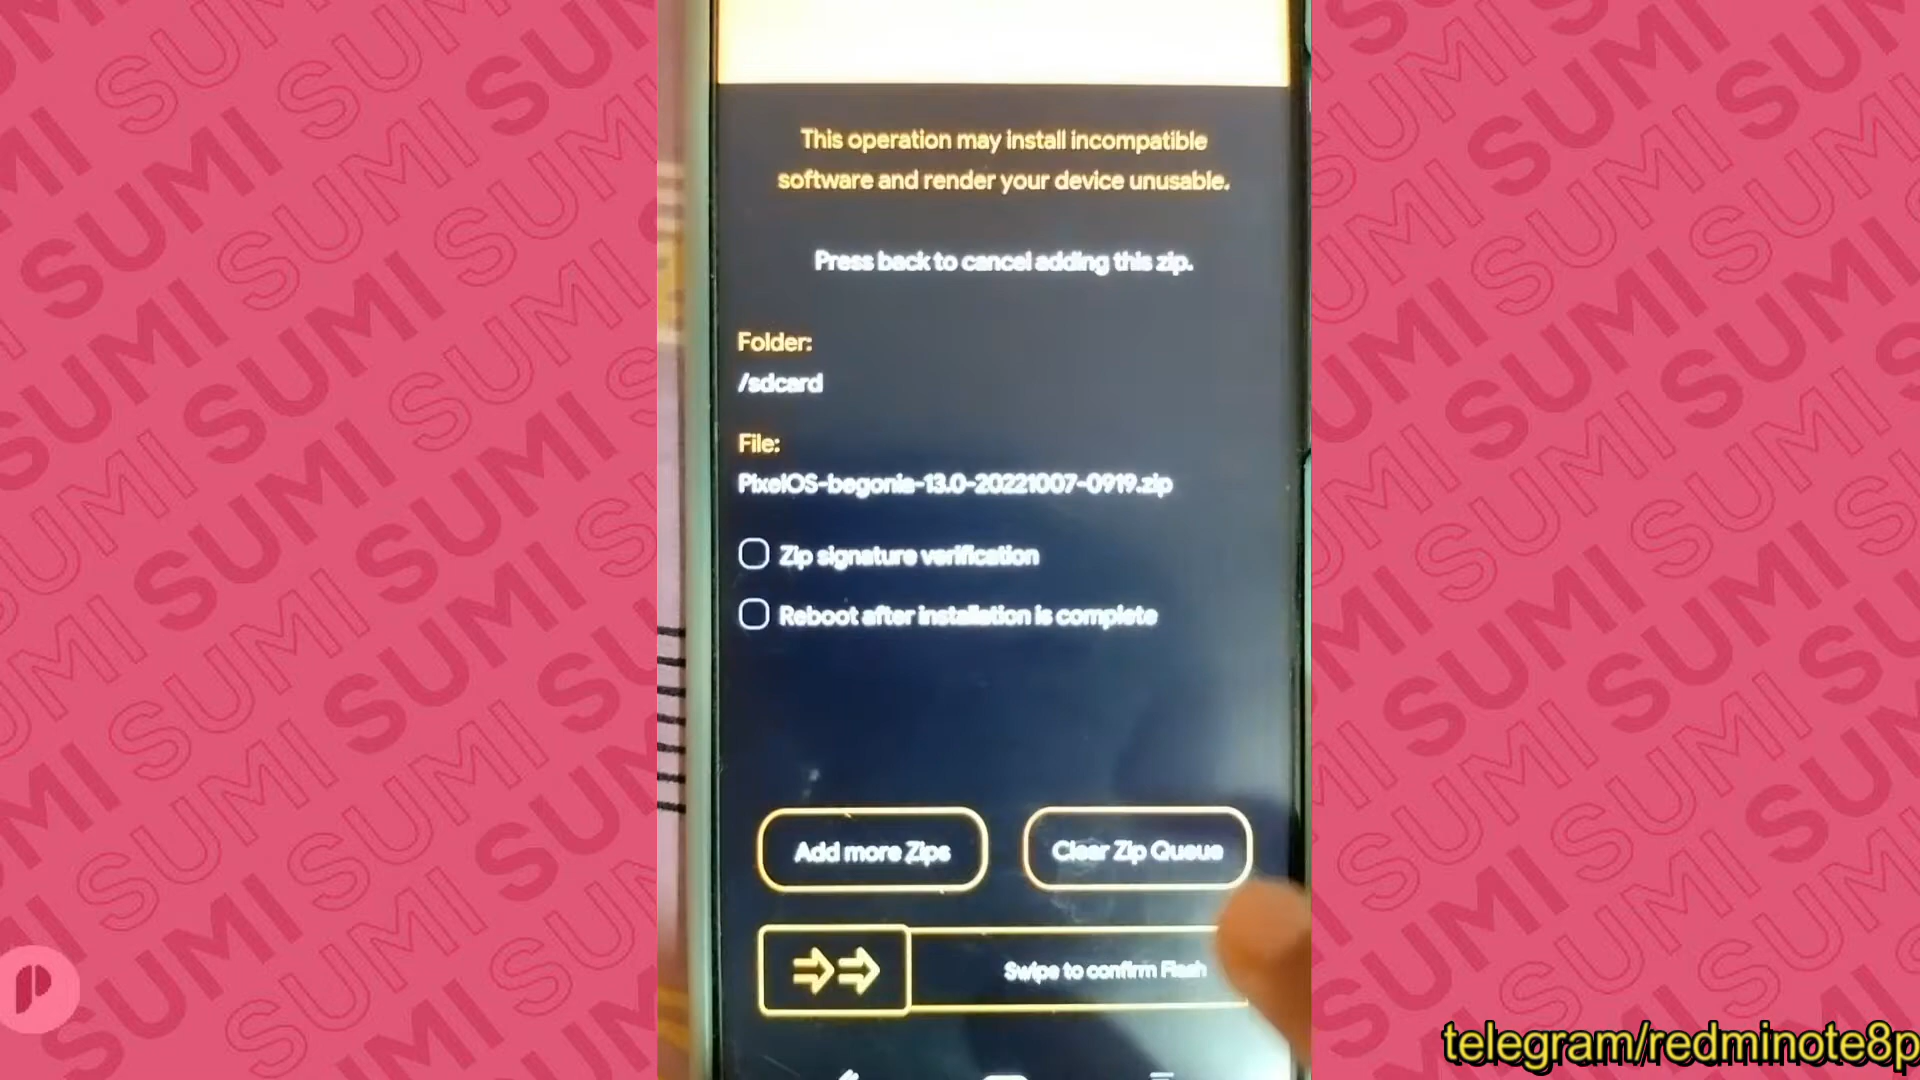 This operation may install incompatible
software and render your device unusable.
Press back to cancel adding this zip.
Folder:
/sdcard
File:
PixelOS-begonia-13.0-20221007-0919.zip
Zip signature verification
Reboot after installation is complete
Add more Zips
Clear Zip Queue
Swipe to confirm Flash
SUMI
telegram/redminote8p